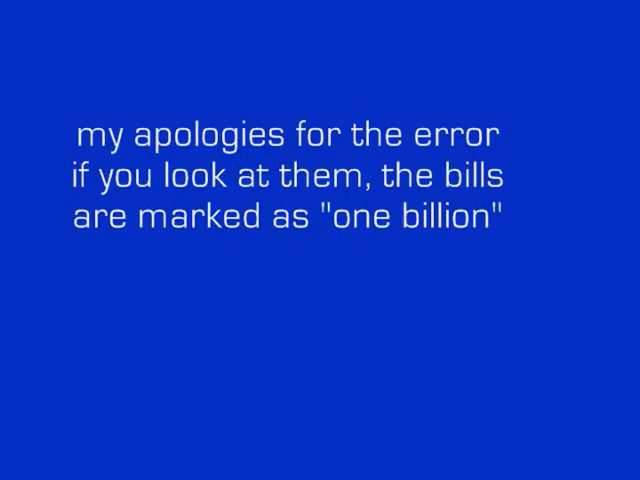 my apologies for the error
if you look at them, the bills
are marked as "one billion"